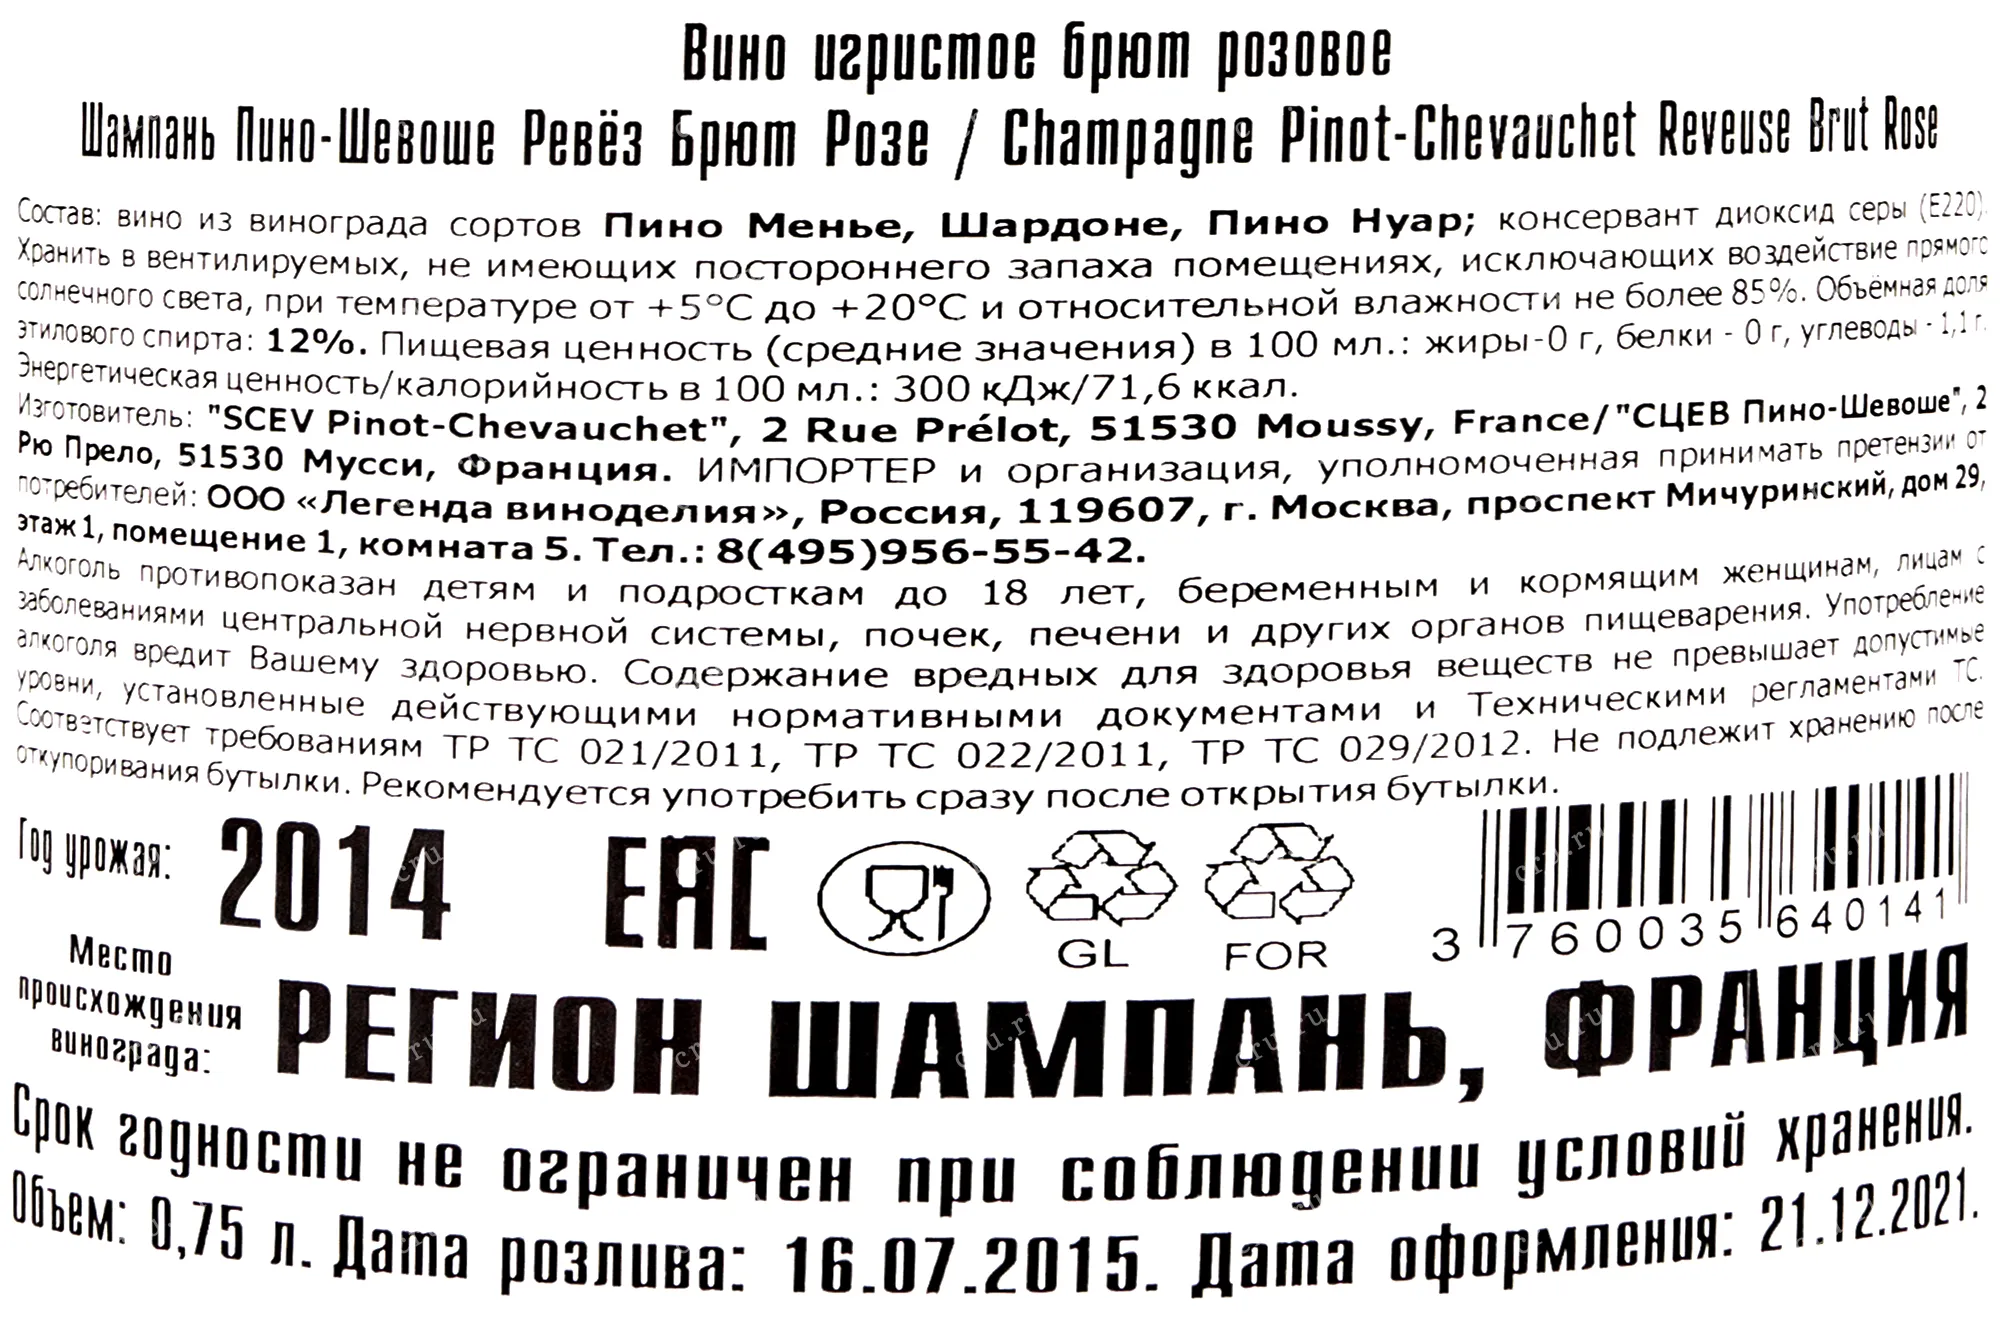 Вино игристое брют розовое
Шампань Пино-Шевоше Ревёз Брют Розе / Champagne Pinot-Chevauchet Reveuse Brut Rose
Состав: вино из винограда сортов Пино Менье, Шардоне, Пино Нуар; консервант диоксид серы (Е220).
Хранить в вентилируемых, не имеющих постороннего запаха помещениях, исключающих воздействие прямого
солнечного света, при температуре от +5°С до +20°С и относительной влажности не более 85%. Объёмная доля
этилового спирта: 12%. Пищевая ценность (средние значения) в 100 мл.: жиры-0 г, белки - 0 г, углеводы - 1,1 г.
Энергетическая ценность/калорийность в 100 мл.: 300 кДж/71,6 ккал.
Изготовитель: "SCEV Pinot-Chevauchet", 2 Rue Prélot, 51530 Moussy, France/"СЦЕВ Пино-Шевоше", 2
Рю Прело, 51530 Мусси, Франция. ИМПОРТЕР и организация, уполномоченная принимать претензии от
потребителей: ООО «Легенда виноделия», Россия, 119607, г. Москва, проспект Мичуринский, дом 29,
этаж 1, помещение 1, комната 5. Тел.: 8(495)956-55-42.
Алкоголь противопоказан детям и подросткам до 18 лет, беременным и кормящим женщинам, лицам с
заболеваниями центральной нервной системы, почек, печени и других органов пищеварения. Употребление
алкоголя вредит Вашему здоровью. Содержание вредных для здоровья веществ не превышает допустимые
уровни, установленные действующими нормативными документами и Техническими регламентами ТС.
Соответствует требованиям ТР ТС 021/2011, ТР ТС 022/2011, ТР ТС 029/2012. Не подлежит хранению после
откупоривания бутылки. Рекомендуется употребить сразу после открытия бутылки.
Год урожая: 2014 EAC
GL FOR
3 760035 640141
Место
происхождения
винограда:
РЕГИОН ШАМПАНЬ, ФРАНЦИЯ
Срок годности не ограничен при соблюдении условий хранения.
Объем: 0,75 л. Дата розлива: 16.07.2015. Дата оформления: 21.12.2021.